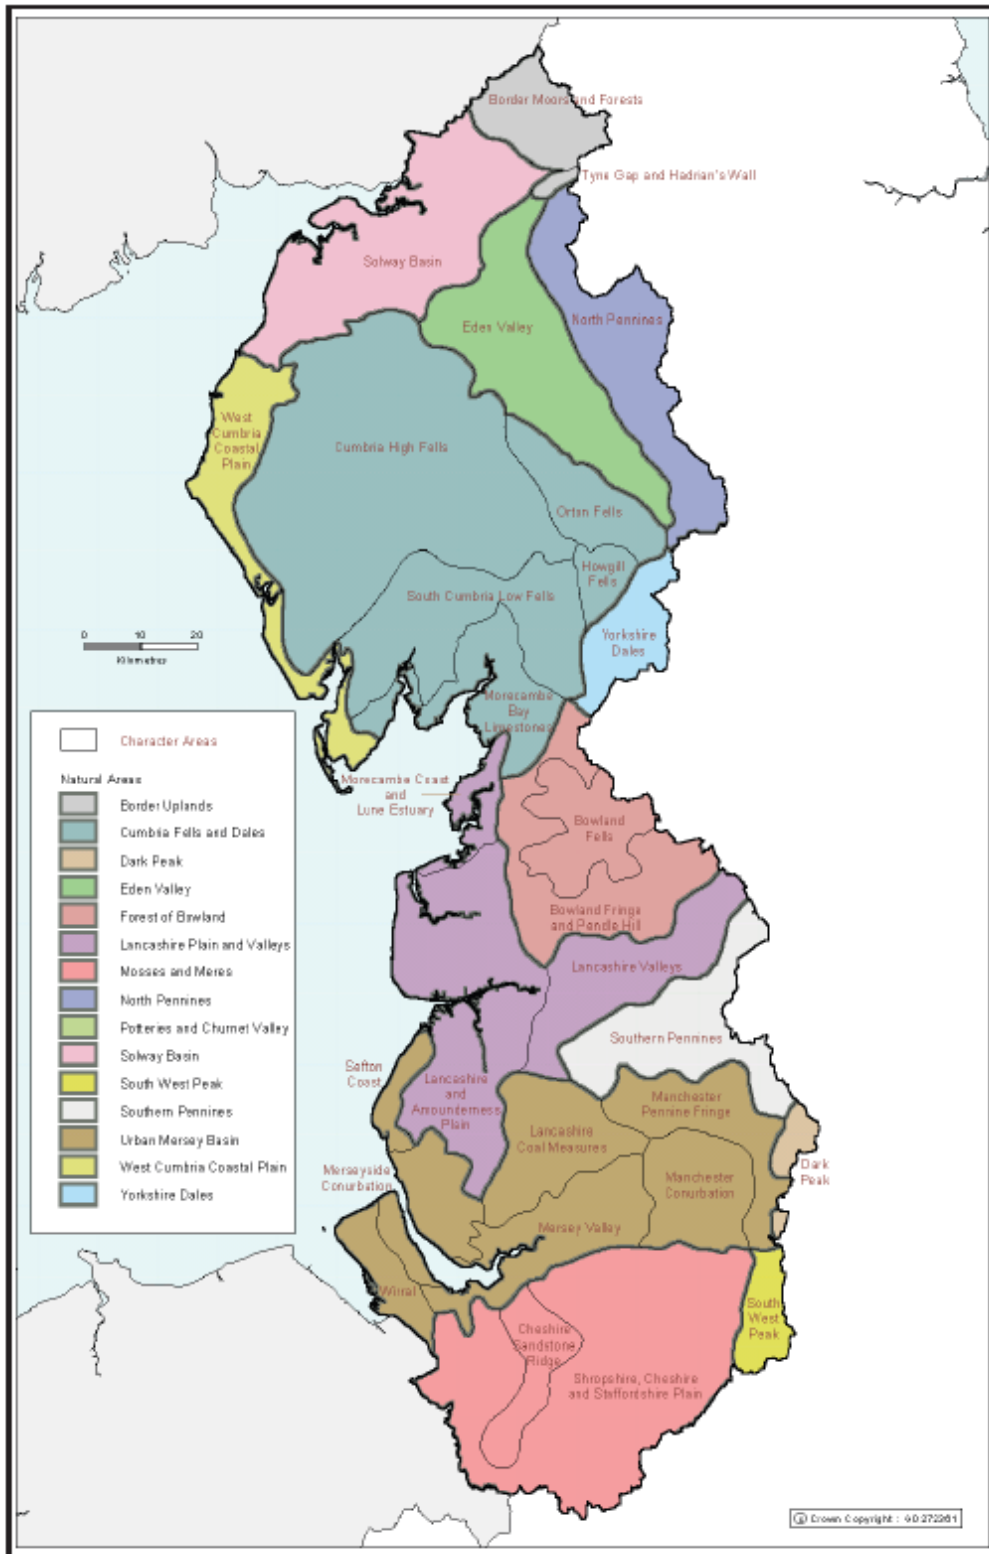 Border Moors and Forests
Tyne Gap and Hadrian's Wall
Solway Basin
Eden Valley
North Pennines
West
Cumbria
Coastal
Plain
Cumbria High Fells
Orton Fells
Howgill
Fells
South Cumbria Low Fells
Yorkshire
Dales
0 10 20
Kilometres
Morecambe
Bay
Limestones
Morecambe Coast
and
Lune Estuary
Bowland
Fells
Bowland Fringe
and Pendle Hill
Lancashire Valleys
Southern Pennines
Sefton
Coast
Lancashire
and
Amounderness
Plain
Manchester
Pennine Fringe
Lancashire
Coal Measures
Dark
Peak
Merseyside
Conurbation
Manchester
Conurbation
Mersey Valley
Wirral
South
West
Peak
Cheshire
Sandstone
Ridge
Shropshire, Cheshire
and Staffordshire Plain
Character Areas
Natural Areas
Border Uplands
Cumbria Fells and Dales
Dark Peak
Eden Valley
Forest of Bowland
Lancashire Plain and Valleys
Mosses and Meres
North Pennines
Potteries and Churnet Valley
Solway Basin
South West Peak
Southern Pennines
Urban Mersey Basin
West Cumbria Coastal Plain
Yorkshire Dales
Crown Copyright :